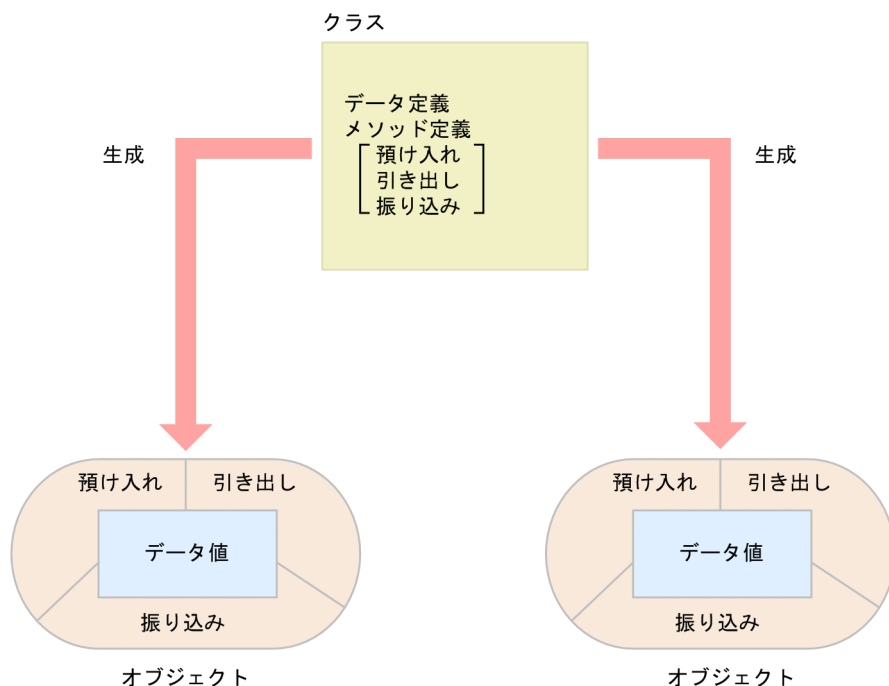 クラス
データ定義
メソッド定義
預け入れ
引き出し
振り込み
生成
生成
預け入れ
引き出し
データ値
振り込み
オブジェクト
預け入れ
引き出し
データ値
振り込み
オブジェクト